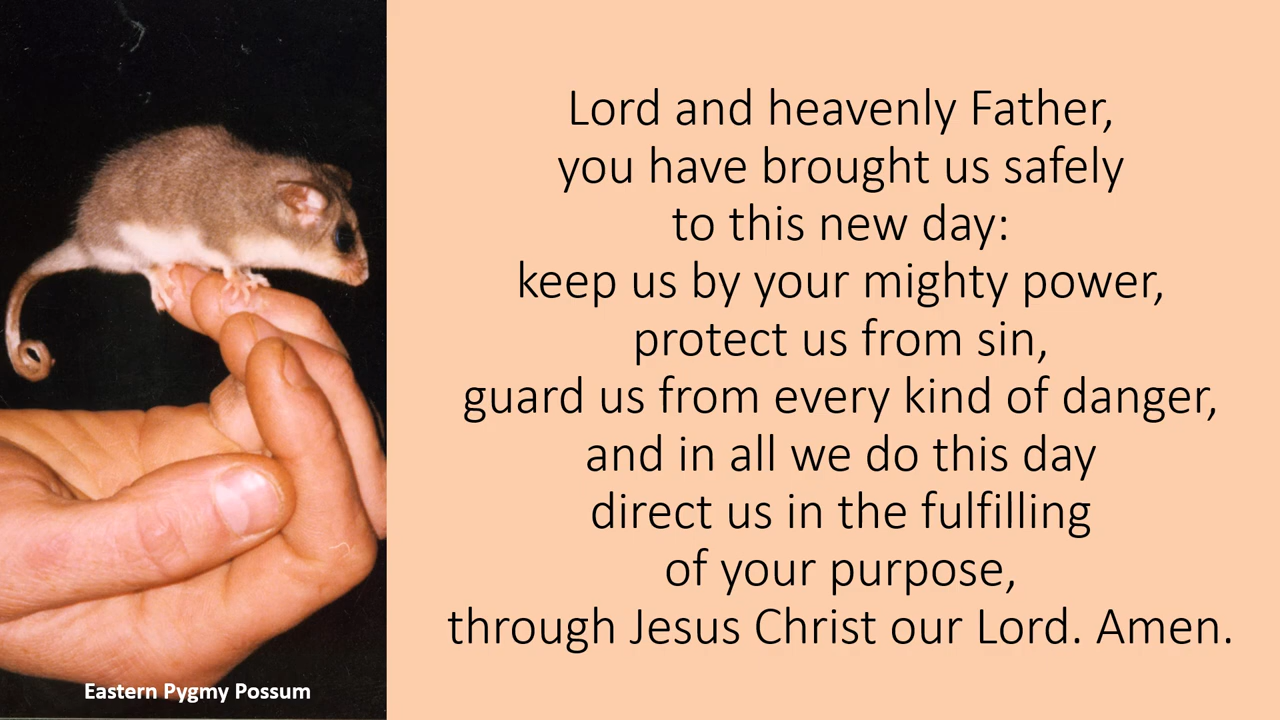 Lord and heavenly Father,
you have brought us safely
to this new day:
keep us by your mighty power,
protect us from sin,
guard us from every kind of danger,
and in all we do this day
direct us in the fulfilling
of your purpose,
through Jesus Christ our Lord. Amen.
Eastern Pygmy Possum